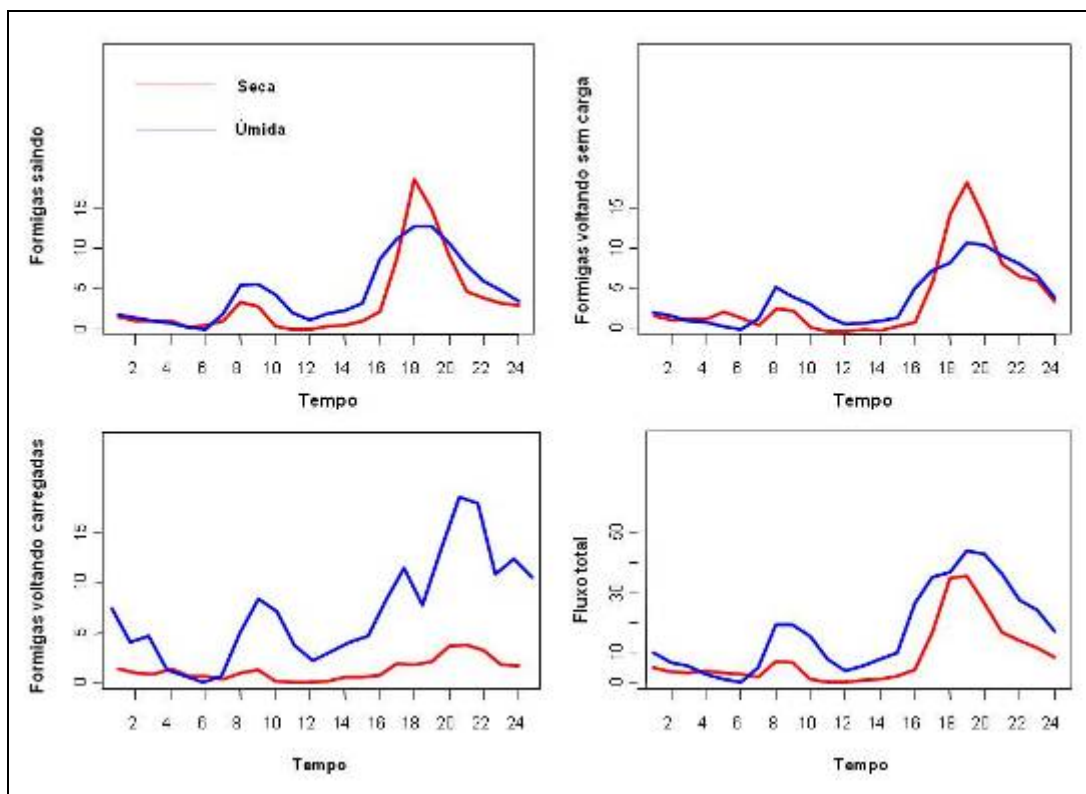 Seca
Úmida
Formigas saindo
15
10
5
0
2 4 6 8 10 12 14 16 18 20 22 24
Tempo
Formigas voltando sem carga
15
10
5
0
2 4 6 8 10 12 14 16 18 20 22 24
Tempo
Formigas voltando carregadas
15
10
5
0
2 4 6 8 10 12 14 16 18 20 22 24
Tempo
Fluxo total
50
30
10
0
2 4 6 8 10 12 14 16 18 20 22 24
Tempo